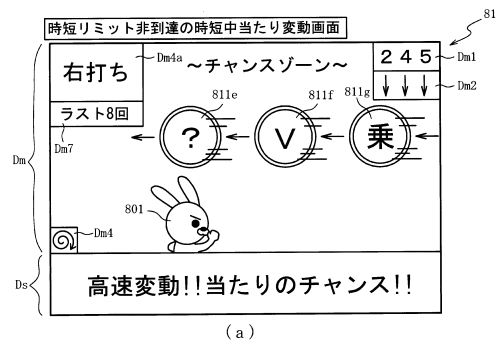 時短リミット非到達の時短中当たり変動画面
81
右打ち
Dm4a
～チャンスゾーン～
2 4 5
Dm1
Dm2
ラスト8回
Dm7
811e
811f
811g
?
V
乗
Dm
801
Dm4
Ds
高速変動!!当たりのチャンス!!
(a)